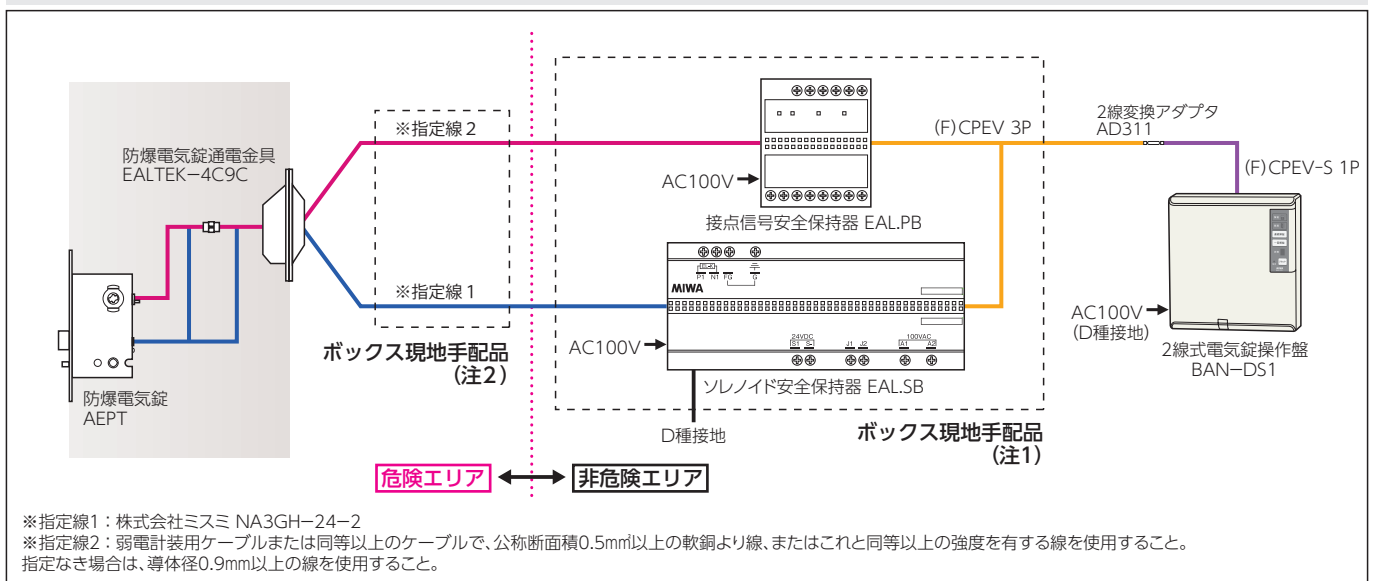 ※指定線2
(F)CPEV 3P
2線変換アダプタ
AD311
防爆電気錠通電金具
EALTEK−4C9C
AC100V
(F)CPEV-S 1P
接点信号安全保持器 EAL.PB
P1 N1 FG G
MIWA
※指定線1
24VDC
100VAC
S1 S- J1 J2 A1 A2
AC100V
ボックス現地手配品
(注2)
AC100V
(D種接地)
2線式電気錠操作盤
BAN−DS1
ソレノイド安全保持器 EAL.SB
防爆電気錠
AEPT
D種接地
ボックス現地手配品
(注1)
危険エリア
非危険エリア
※指定線1：株式会社ミスミ NA3GH−24−2
※指定線2：弱電計装用ケーブルまたは同等以上のケーブルで、公称断面積0.5mm²以上の軟銅より線、またはこれと同等以上の強度を有する線を使用すること。
指定なき場合は、導体径0.9mm以上の線を使用すること。